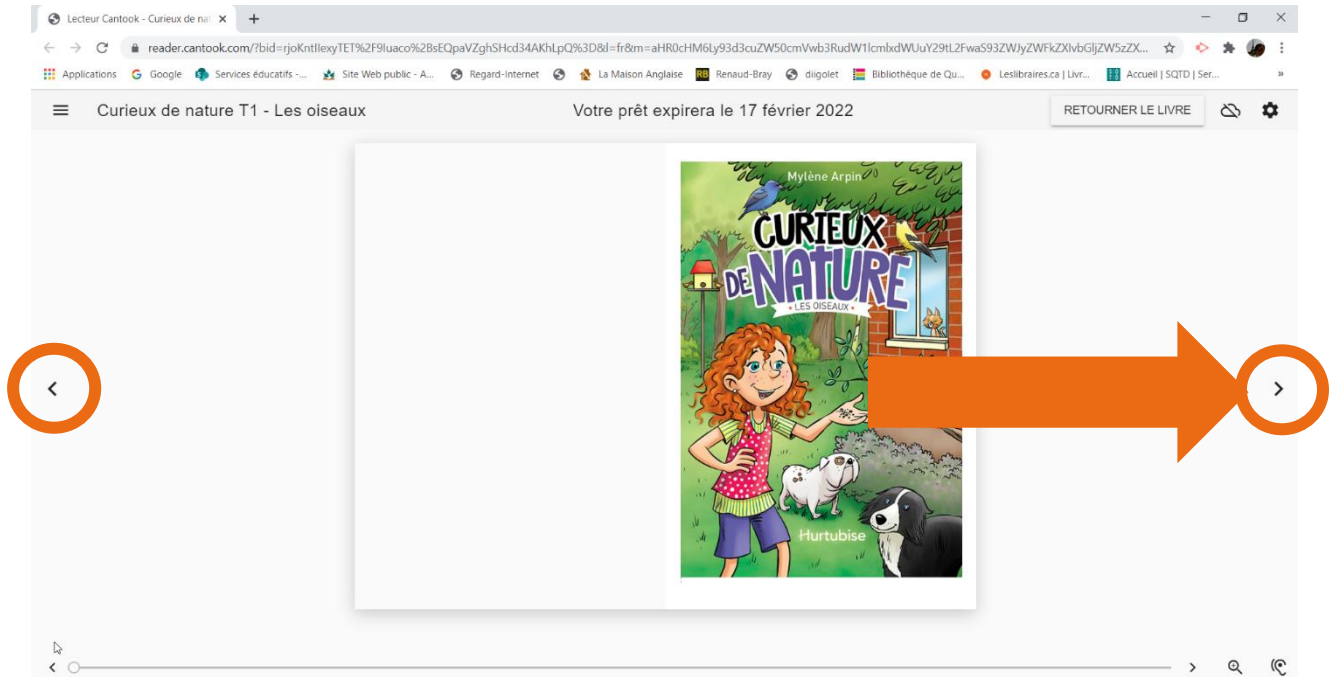 Lecteur Cantook - Curieux de nat
reader.cantook.com/?bid=rjoKntIlexyTET%2F9Iuaco%2BsEQpaVZghSHcd34AKhLpQ%3D&l=fr&m=aHR0cHM6Ly93d3cuZW50cmVwb3RudW1lcmlxdWUuY29tL2FwaS93ZWJyZWFkZXIvbGljZW5zZX...
Applications Google Services éducatifs -... Site Web public - A... Regard-Internet La Maison Anglaise RB Renaud-Bray diigolet Bibliothèque de Qu... Leslibraires.ca | Livr... Accueil | SQTD | Ser... »
Curieux de nature T1 - Les oiseaux Votre prêt expirera le 17 février 2022 RETOURNER LE LIVRE
Mylène Arpin
CURIEUX
DE NATURE
• LES OISEAUX •
Hurtubise